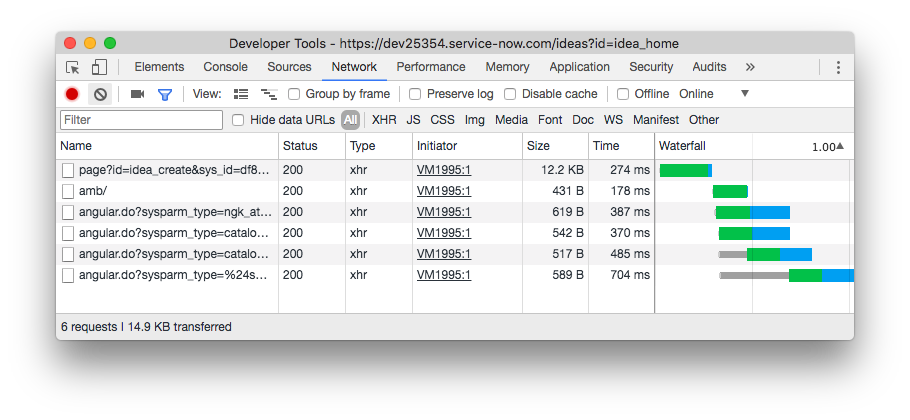 Developer Tools - https://dev25354.service-now.com/ideas?id=idea_home
Elements Console Sources Network Performance Memory Application Security Audits »
View: Group by frame Preserve log Disable cache Offline Online
Filter Hide data URLs All XHR JS CSS Img Media Font Doc WS Manifest Other
Name Status Type Initiator Size Time Waterfall 1.00
page?id=idea_create&sys_id=df8... 200 xhr VM1995:1 12.2 KB 274 ms
amb/ 200 xhr VM1995:1 431 B 178 ms
angular.do?sysparm_type=ngk_at... 200 xhr VM1995:1 619 B 387 ms
angular.do?sysparm_type=catalo... 200 xhr VM1995:1 542 B 370 ms
angular.do?sysparm_type=catalo... 200 xhr VM1995:1 517 B 485 ms
angular.do?sysparm_type=%24s... 200 xhr VM1995:1 589 B 704 ms
6 requests | 14.9 KB transferred